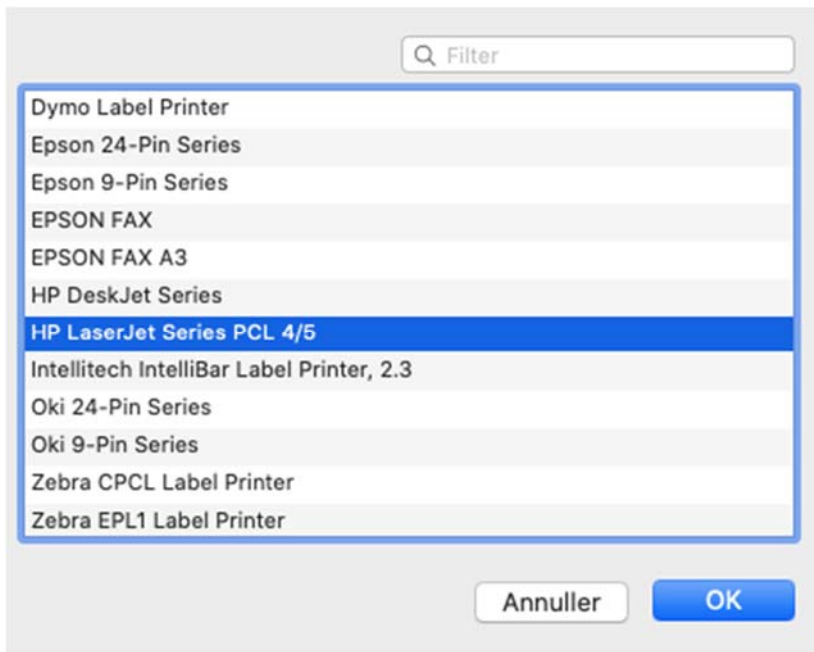 Filter
Dymo Label Printer
Epson 24-Pin Series
Epson 9-Pin Series
EPSON FAX
EPSON FAX A3
HP DeskJet Series
HP LaserJet Series PCL 4/5
Intellitech IntelliBar Label Printer, 2.3
Oki 24-Pin Series
Oki 9-Pin Series
Zebra CPCL Label Printer
Zebra EPL1 Label Printer
Annuller OK